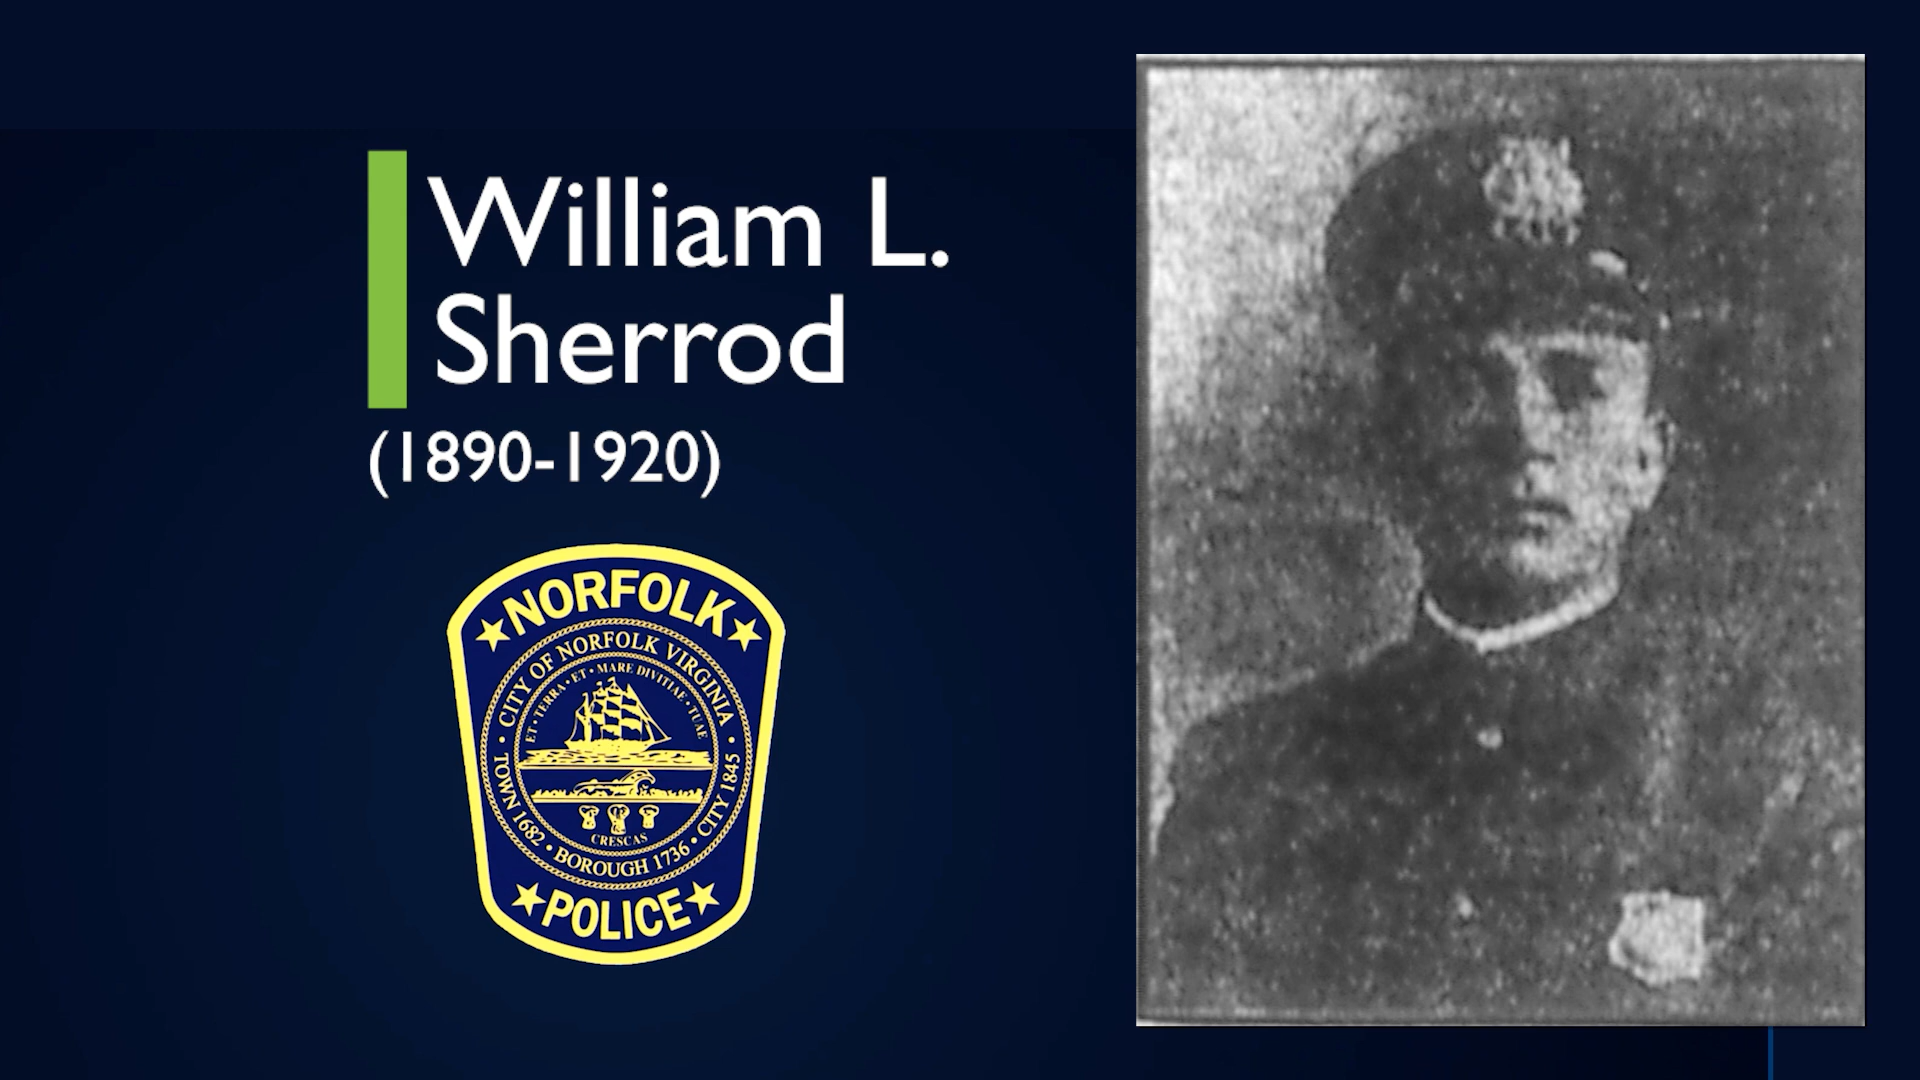 William L.
Sherrod
(1890-1920)
NORFOLK
CITY OF NORFOLK VIRGINIA
ET • TERRA • ET • MARE DIVITIAE • TUAE
CRESCAS
TOWN 1682 • BOROUGH 1736 • CITY 1845
POLICE